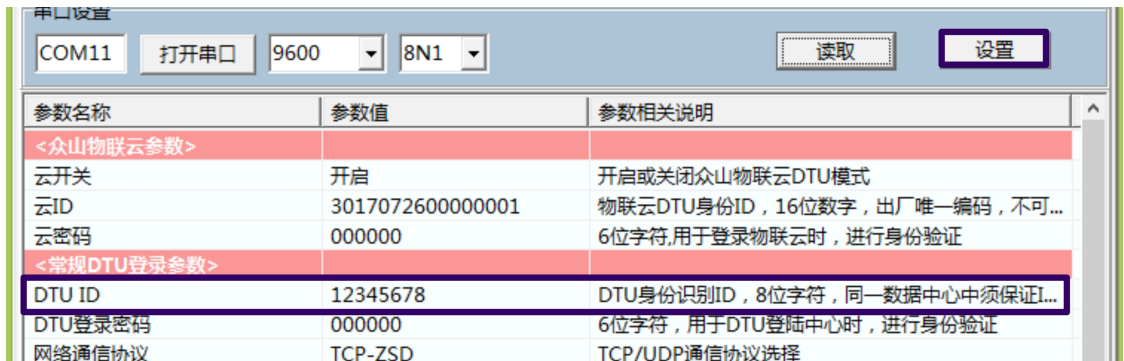 串口设置
COM11 打开串口 9600 8N1 读取 设置
参数名称 参数值 参数相关说明
<众山物联云参数>
云开关 开启 开启或关闭众山物联云DTU模式
云ID 3017072600000001 物联云DTU身份ID，16位数字，出厂唯一编码，不可...
云密码 000000 6位字符,用于登录物联云时，进行身份验证
<常规DTU登录参数>
DTU ID 12345678 DTU身份识别ID，8位字符，同一数据中心中须保证I...
DTU登录密码 000000 6位字符，用于DTU登陆中心时，进行身份验证
网络通信协议 TCP-ZSD TCP/UDP通信协议选择